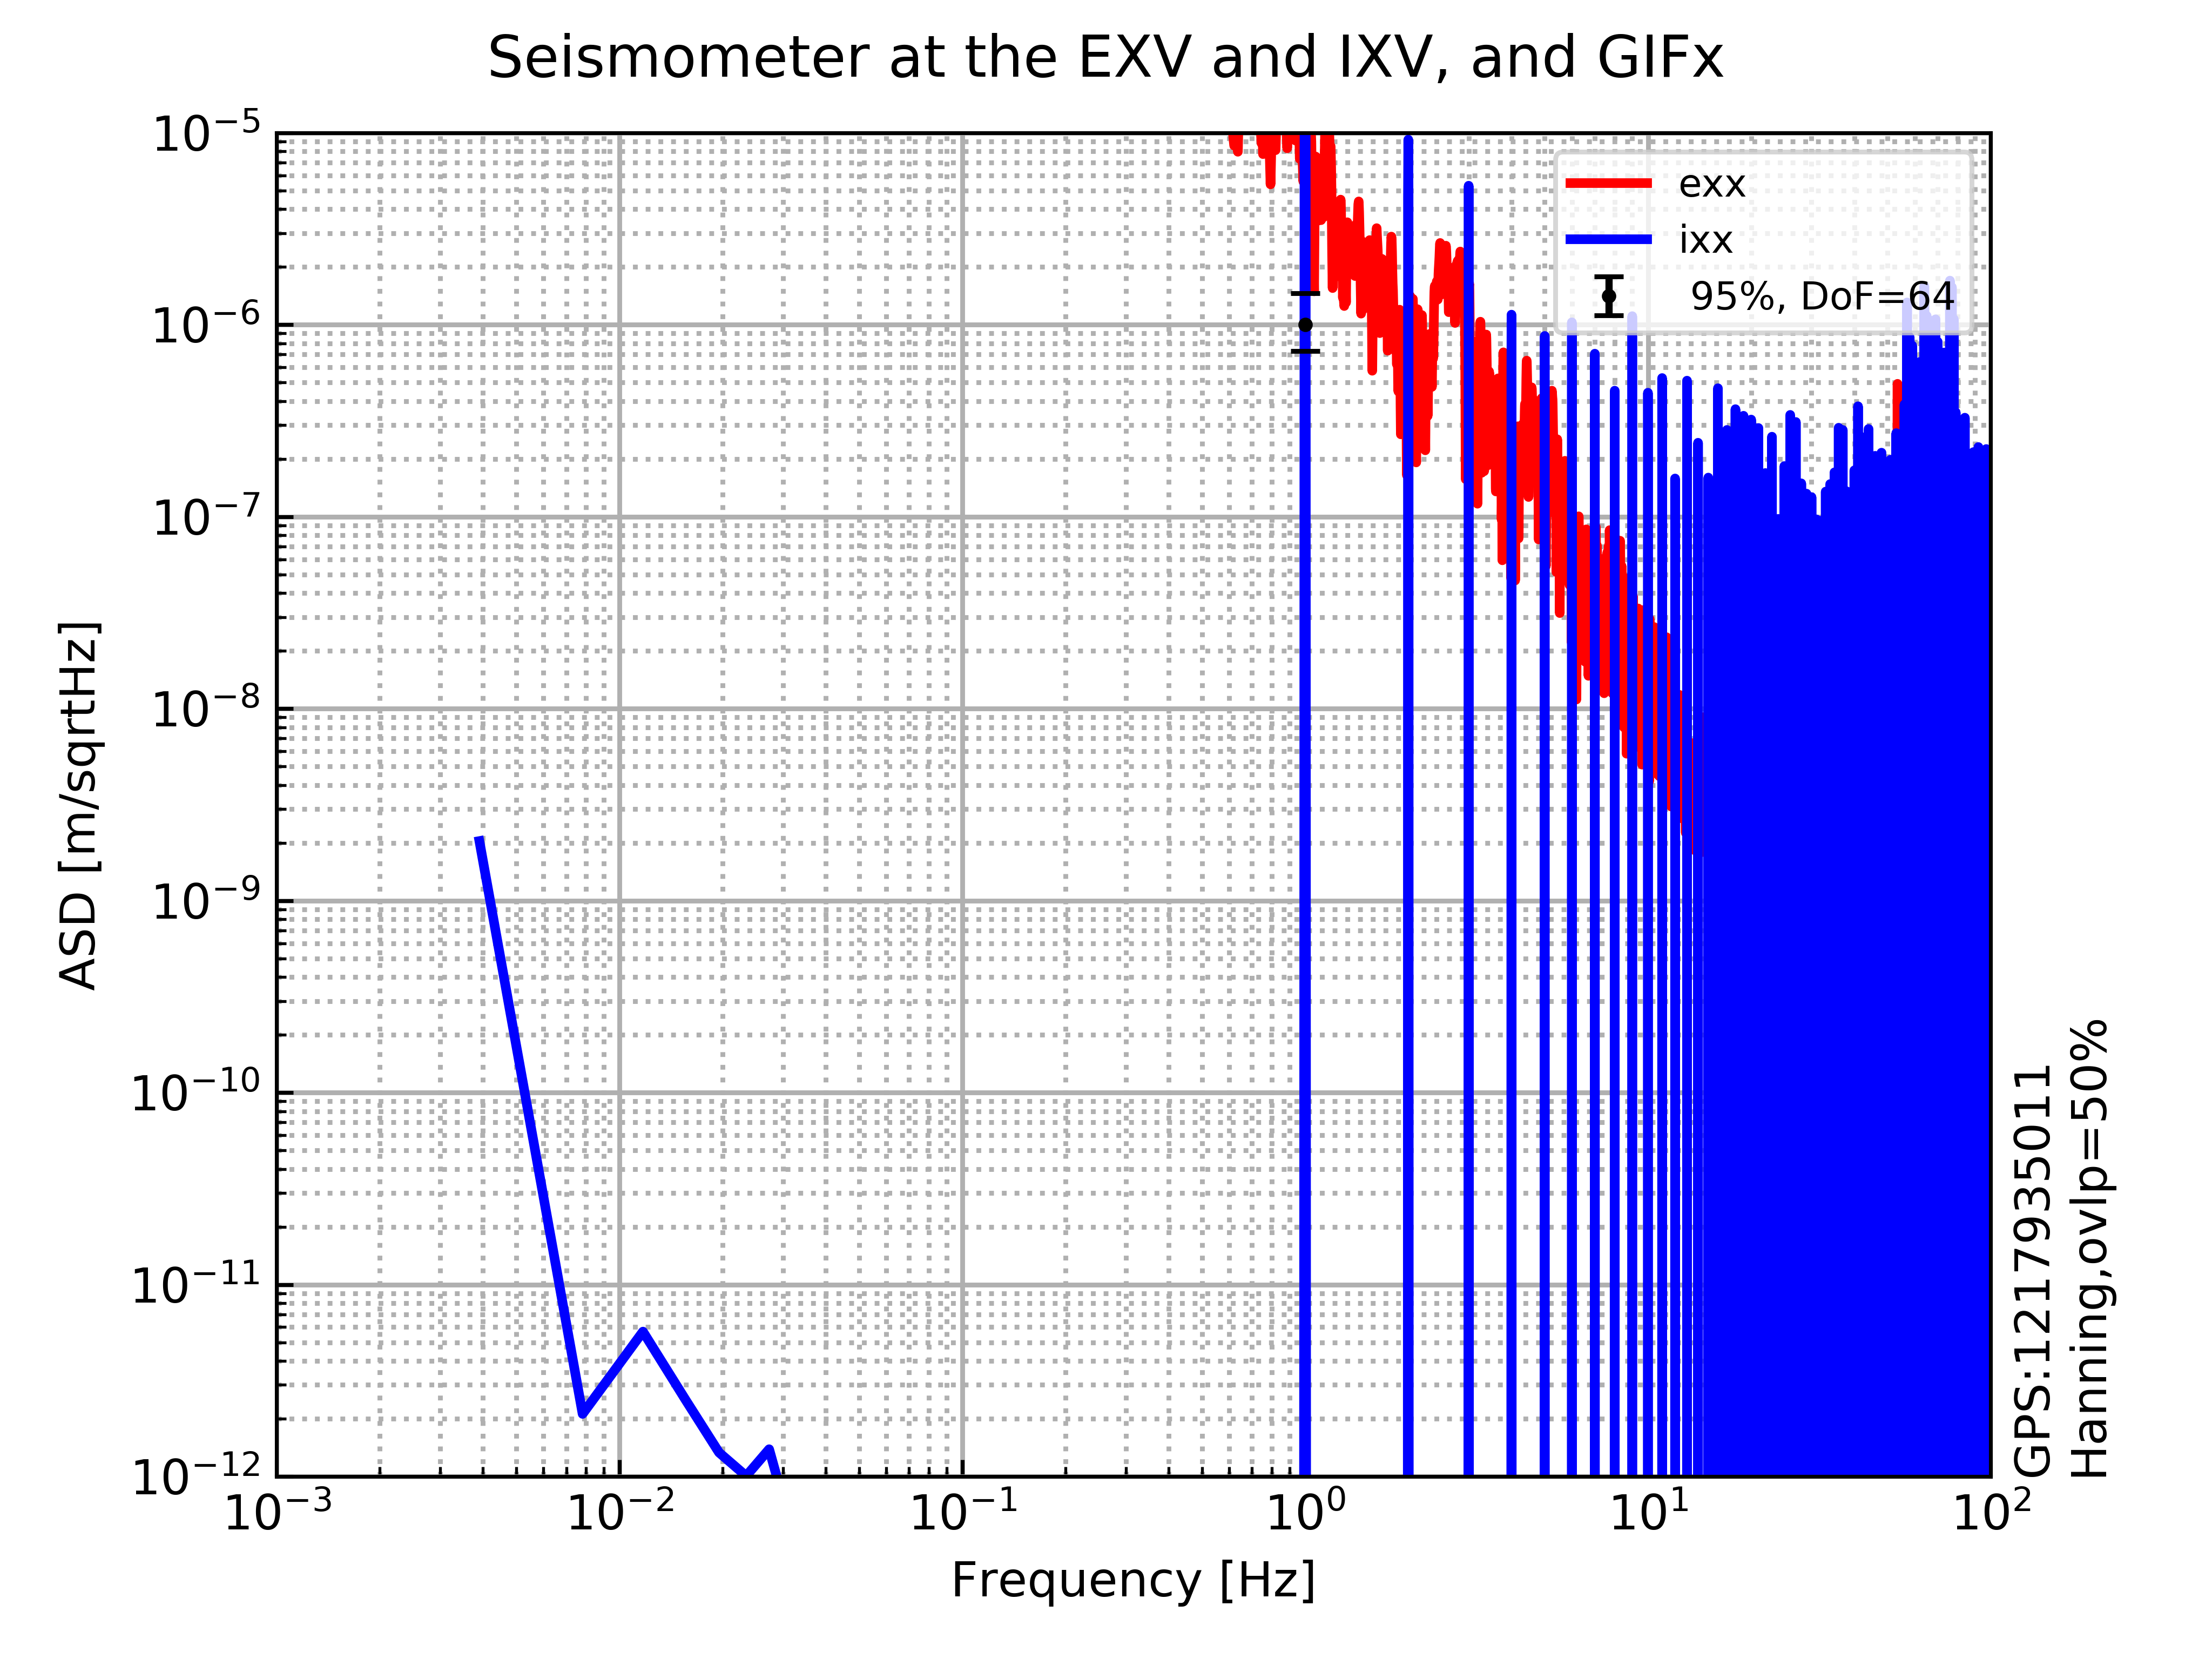 Seismometer at the EXV and IXV, and GIFx
10⁻⁵
10⁻⁶
10⁻⁷
10⁻⁸
10⁻⁹
10⁻¹⁰
10⁻¹¹
10⁻¹²
ASD [m/sqrtHz]
exx
ixx
95%, DoF=64
10⁻³
10⁻²
10⁻¹
10⁰
10¹
10²
Frequency [Hz]
GPS:1217935011
Hanning,ovlp=50%